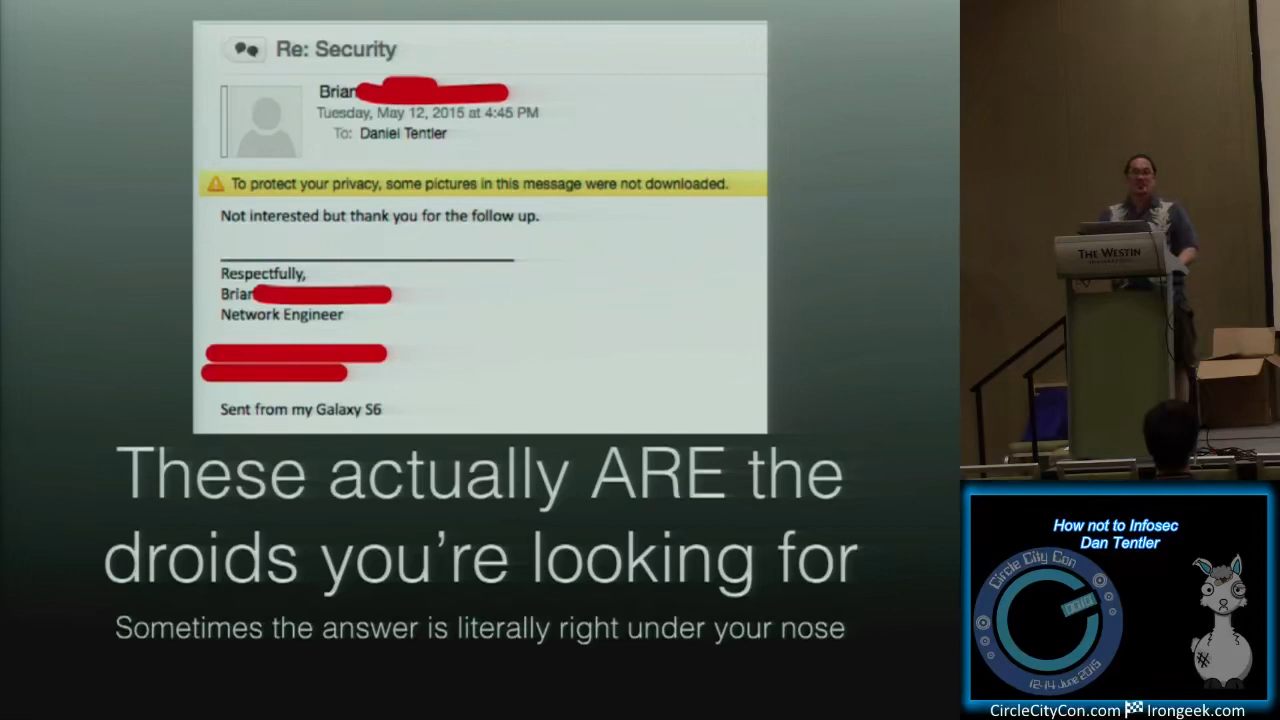 Re: Security
Brian
Tuesday, May 12, 2015 at 4:45 PM
To: Daniel Tentler
To protect your privacy, some pictures in this message were not downloaded.
Not interested but thank you for the follow up.
Respectfully,
Brian
Network Engineer
Sent from my Galaxy S6
These actually ARE the
droids you're looking for
Sometimes the answer is literally right under your nose
THE WESTIN
How not to Infosec
Dan Tentler
Circle City Con
12-14 June 2015
CircleCityCon.com Irongeek.com